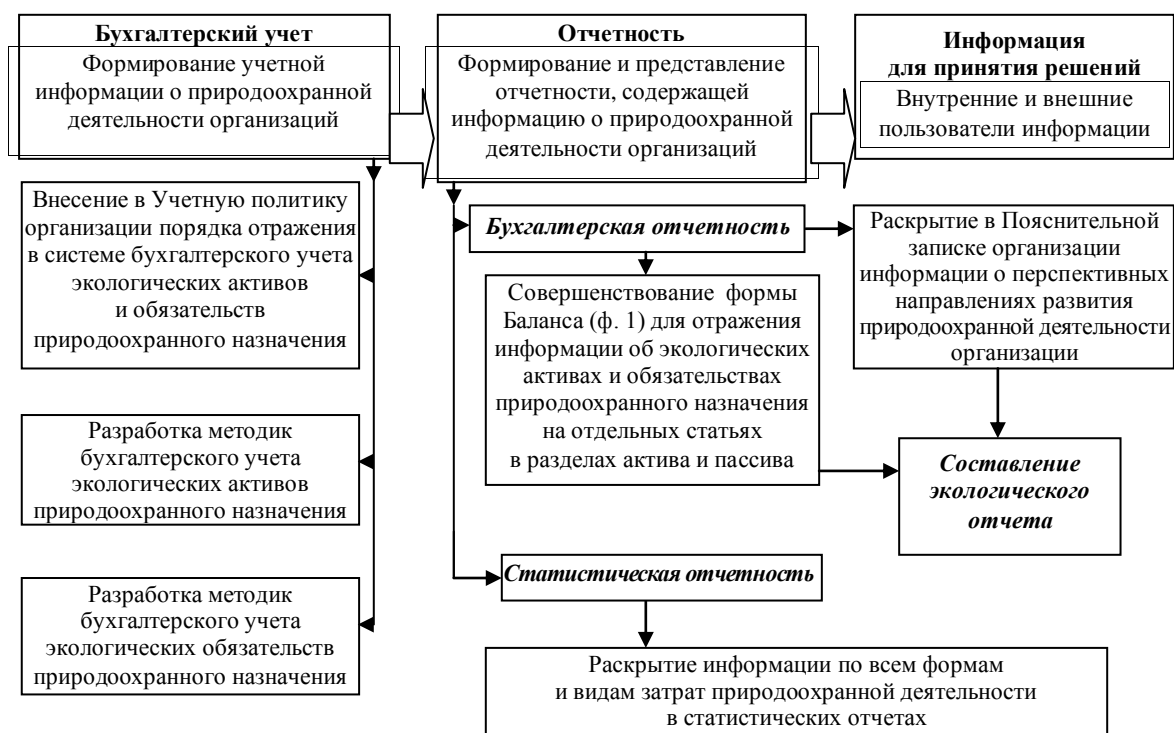 Бухгалтерский учет
Формирование учетной
информации о природоохранной
деятельности организаций
Отчетность
Формирование и представление
отчетности, содержащей
информацию о природоохранной
деятельности организаций
Информация
для принятия решений
Внутренние и внешние
пользователи информации
Внесение в Учетную политику
организации порядка отражения
в системе бухгалтерского учета
экологических активов
и обязательств
природоохранного назначения
Разработка методик
бухгалтерского учета
экологических активов
природоохранного назначения
Разработка методик
бухгалтерского учета
экологических обязательств
природоохранного назначения
Бухгалтерская отчетность
Совершенствование формы
Баланса (ф. 1) для отражения
информации об экологических
активах и обязательствах
природоохранного назначения
на отдельных статьях
в разделах актива и пассива
Раскрытие в Пояснительной
записке организации
информации о перспективных
направлениях развития
природоохранной деятельности
организации
Составление
экологического
отчета
Статистическая отчетность
Раскрытие информации по всем формам
и видам затрат природоохранной деятельности
в статистических отчетах